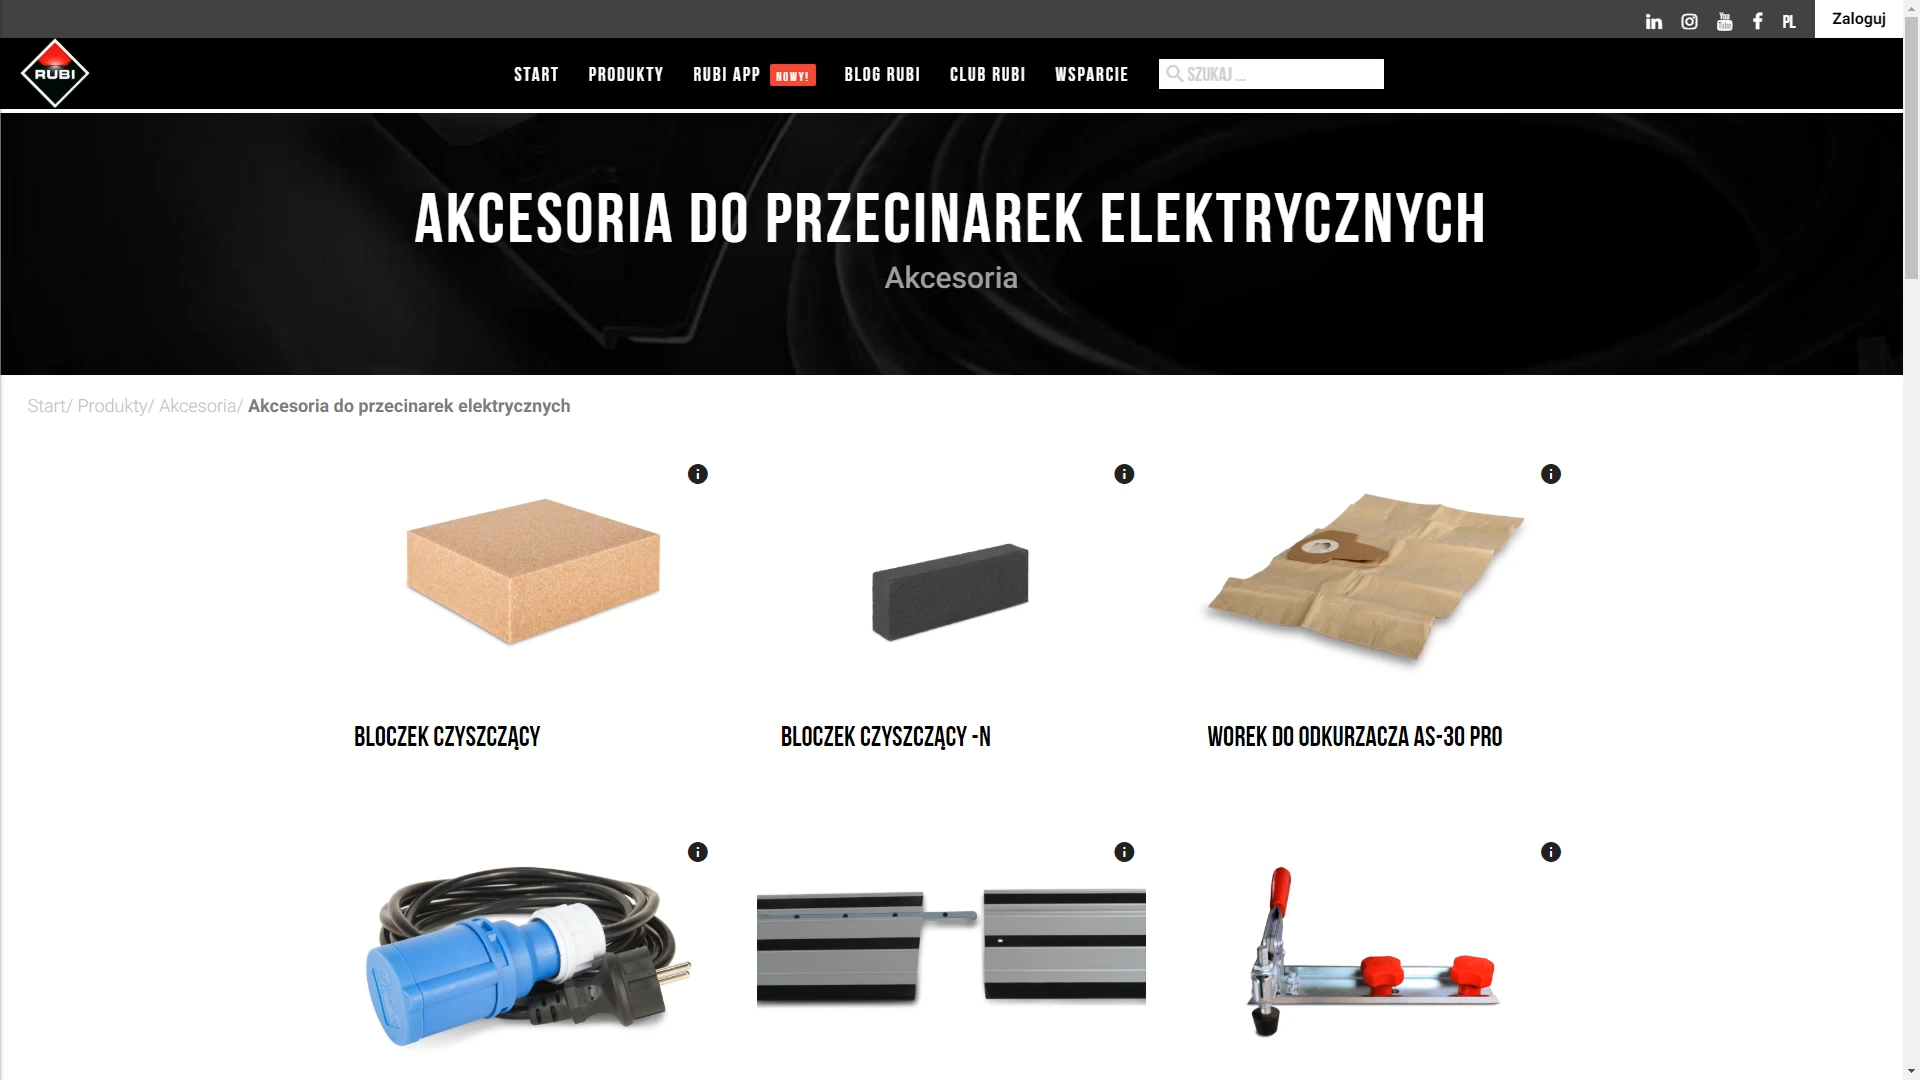 PL
Zaloguj
RUBI
START
PRODUKTY
RUBI APP
NOWY!
BLOG RUBI
CLUB RUBI
WSPARCIE
SZUKAJ ...
AKCESORIA DO PRZECINAREK ELEKTRYCZNYCH
Akcesoria
Start/ Produkty/ Akcesoria/ Akcesoria do przecinarek elektrycznych
BLOCZEK CZYSZCZĄCY
BLOCZEK CZYSZCZĄCY -N
WOREK DO ODKURZACZA AS-30 PRO